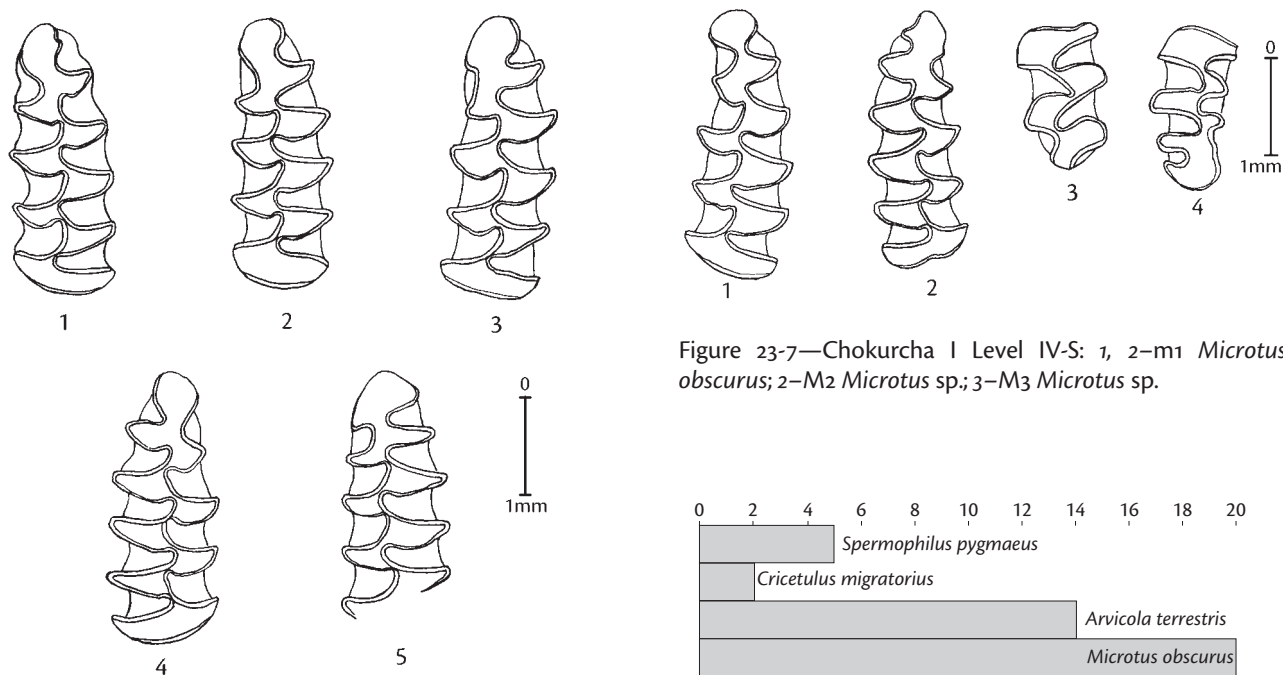 1
2
3
4
5
0
1mm
1
2
3
4
0
1mm
Figure 23-7—Chokurcha I Level IV-S: 1, 2–m1 Microtus
obscurus; 2–M2 Microtus sp.; 3–M3 Microtus sp.
0 2 4 6 8 10 12 14 16 18 20
Spermophilus pygmaeus
Cricetulus migratorius
Arvicola terrestris
Microtus obscurus